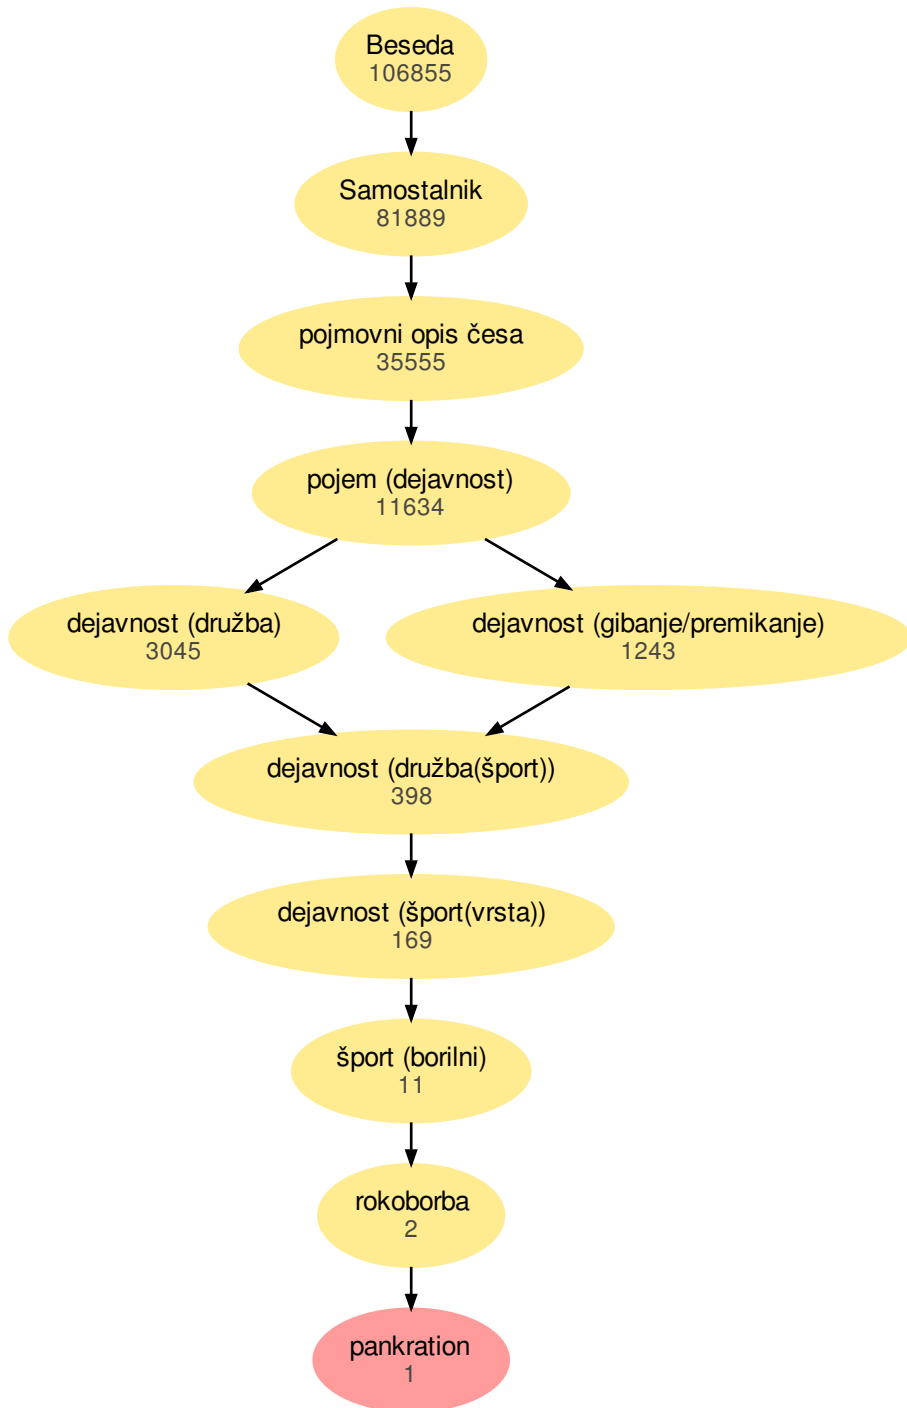 Beseda
106855
Samostalnik
81889
pojmovni opis česa
35555
pojem (dejavnost)
11634
dejavnost (družba)
3045
dejavnost (gibanje/premikanje)
1243
dejavnost (družba(šport))
398
dejavnost (šport(vrsta))
169
šport (borilni)
11
rokoborba
2
pankration
1